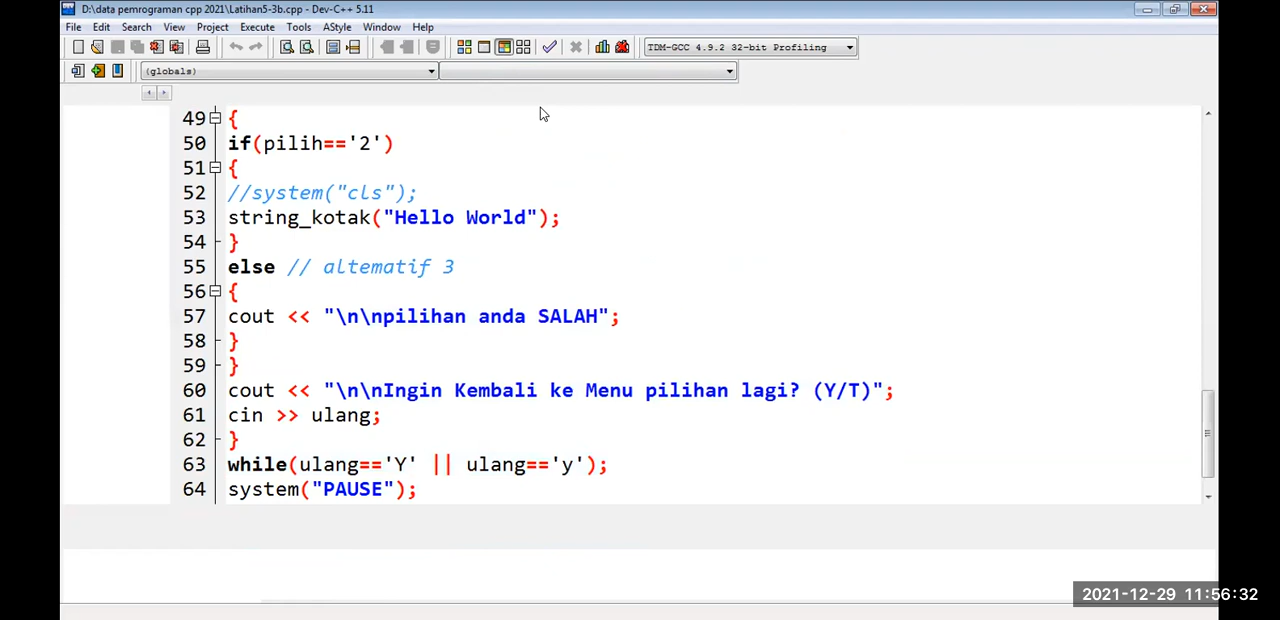 D:\data pemrograman cpp 2021\Latihan5-3b.cpp - Dev-C++ 5.11
File Edit Search View Project Execute Tools AStyle Window Help
TDM-GCC 4.9.2 32-bit Profiling
(globals)
49 {
50 if(pilih=='2')
51 {
52 //system("cls");
53 string_kotak("Hello World");
54 }
55 else // altematif 3
56 {
57 cout << "\n\npilihan anda SALAH";
58 }
59 }
60 cout << "\n\nIngin Kembali ke Menu pilihan lagi? (Y/T)";
61 cin >> ulang;
62 }
63 while(ulang=='Y' || ulang=='y');
64 system("PAUSE");
2021-12-29 11:56:32